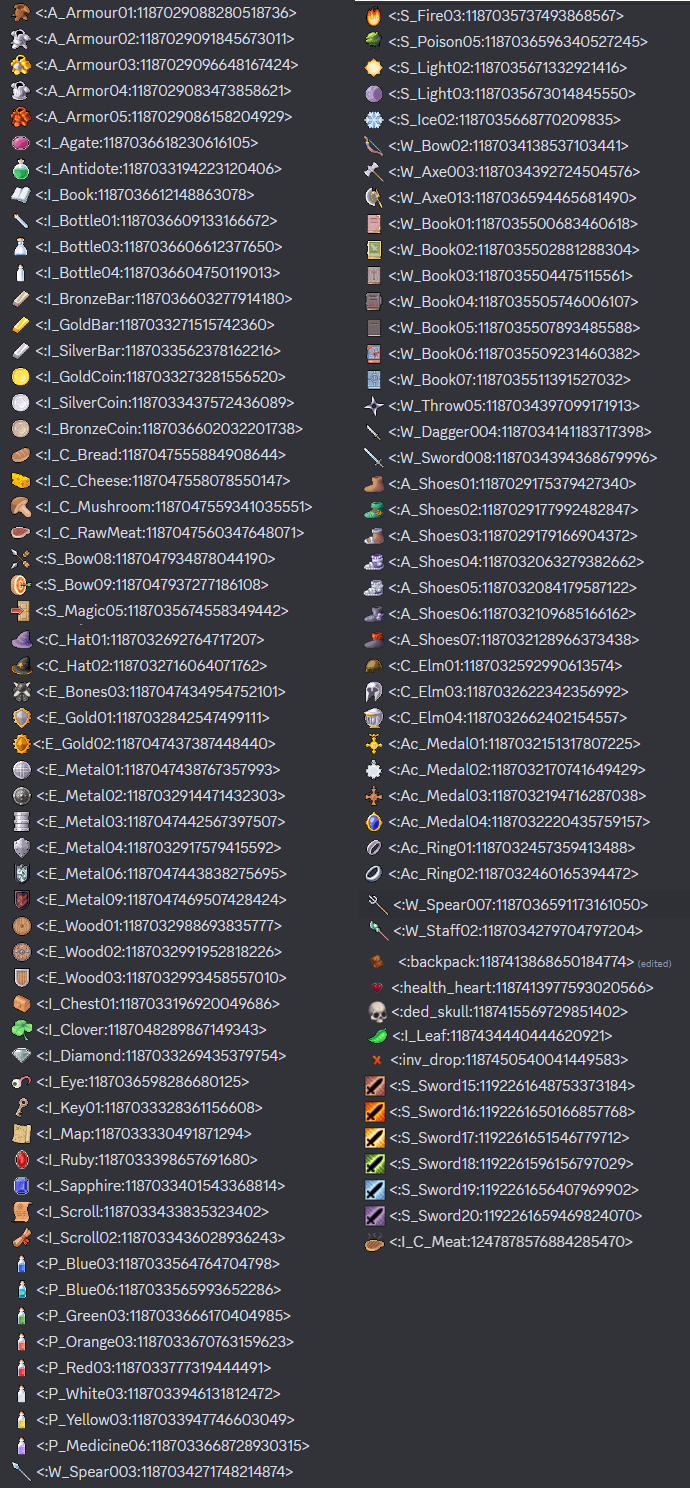 <:A_Armour01:1187029088280518736>
<:A_Armour02:1187029091845673011>
<:A_Armour03:1187029096648167424>
<:A_Armor04:1187029083473858621>
<:A_Armor05:1187029086158204929>
<:I_Agate:1187036618230616105>
<:I_Antidote:1187033194223120406>
<:I_Book:1187036612148863078>
<:I_Bottle01:1187036609133166672>
<:I_Bottle03:1187036606612377650>
<:I_Bottle04:1187036604750119013>
<:I_BronzeBar:1187036603277914180>
<:I_GoldBar:1187033271515742360>
<:I_SilverBar:1187033562378162216>
<:I_GoldCoin:1187033273281556520>
<:I_SilverCoin:1187033437572436089>
<:I_BronzeCoin:1187036602032201738>
<:I_C_Bread:1187047555884908644>
<:I_C_Cheese:1187047558078550147>
<:I_C_Mushroom:1187047559341035551>
<:I_C_RawMeat:1187047560347648071>
<:S_Bow08:1187047934878044190>
<:S_Bow09:1187047937277186108>
<:S_Magic05:1187035674558349442>
<:C_Hat01:1187032692764717207>
<:C_Hat02:1187032716064071762>
<:E_Bones03:1187047434954752101>
<:E_Gold01:1187032842547499111>
<:E_Gold02:1187047437387448440>
<:E_Metal01:1187047438767357993>
<:E_Metal02:1187032914471432303>
<:E_Metal03:1187047442567397507>
<:E_Metal04:1187032917579415592>
<:E_Metal06:1187047443838275695>
<:E_Metal09:1187047469507428424>
<:E_Wood01:1187032988693835777>
<:E_Wood02:1187032991952818226>
<:E_Wood03:1187032993458557010>
<:I_Chest01:1187033196920049686>
<:I_Clover:1187048289867149343>
<:I_Diamond:1187033269435379754>
<:I_Eye:1187036598286680125>
<:I_Key01:1187033328361156608>
<:I_Map:1187033330491871294>
<:I_Ruby:1187033398657691680>
<:I_Sapphire:1187033401543368814>
<:I_Scroll:1187033433835323402>
<:I_Scroll02:1187033436028936243>
<:P_Blue03:1187033564764704798>
<:P_Blue06:1187033565993652286>
<:P_Green03:1187033666170404985>
<:P_Orange03:1187033670763159623>
<:P_Red03:1187033777319444491>
<:P_White03:1187033946131812472>
<:P_Yellow03:1187033947746603049>
<:P_Medicine06:1187033668728930315>
<:W_Spear003:1187034271748214874>
<:S_Fire03:1187035737493868567>
<:S_Poison05:1187036596340527245>
<:S_Light02:1187035671332921416>
<:S_Light03:1187035673014845550>
<:S_Ice02:1187035668770209835>
<:W_Bow02:1187034138537103441>
<:W_Axe003:1187034392724504576>
<:W_Axe013:1187036594465681490>
<:W_Book01:1187035500683460618>
<:W_Book02:1187035502881288304>
<:W_Book03:1187035504475115561>
<:W_Book04:1187035505746006107>
<:W_Book05:1187035507893485588>
<:W_Book06:1187035509231460382>
<:W_Book07:1187035511391527032>
<:W_Throw05:1187034397099171913>
<:W_Dagger004:1187034141183717398>
<:W_Sword008:1187034394368679996>
<:A_Shoes01:1187029175379427340>
<:A_Shoes02:1187029177992482847>
<:A_Shoes03:1187029179166904372>
<:A_Shoes04:1187032063279382662>
<:A_Shoes05:1187032084179587122>
<:A_Shoes06:1187032109685166162>
<:A_Shoes07:1187032128966373438>
<:C_Elm01:1187032592990613574>
<:C_Elm03:1187032622342356992>
<:C_Elm04:1187032662402154557>
<:Ac_Medal01:1187032151317807225>
<:Ac_Medal02:1187032170741649429>
<:Ac_Medal03:1187032194716287038>
<:Ac_Medal04:1187032220435759157>
<:Ac_Ring01:1187032457359413488>
<:Ac_Ring02:1187032460165394472>
<:W_Spear007:1187036591173161050>
<:W_Staff02:1187034279704797204>
<:backpack:1187413868650184774> (edited)
<:health_heart:1187413977593020566>
<:ded_skull:1187415569729851402>
<:I_Leaf:1187434440444620921>
<:inv_drop:1187450540041449583>
<:S_Sword15:1192261648753373184>
<:S_Sword16:1192261650166857768>
<:S_Sword17:1192261651546779712>
<:S_Sword18:1192261596156797029>
<:S_Sword19:1192261656407969902>
<:S_Sword20:1192261659469824070>
<:I_C_Meat:1247878576884285470>